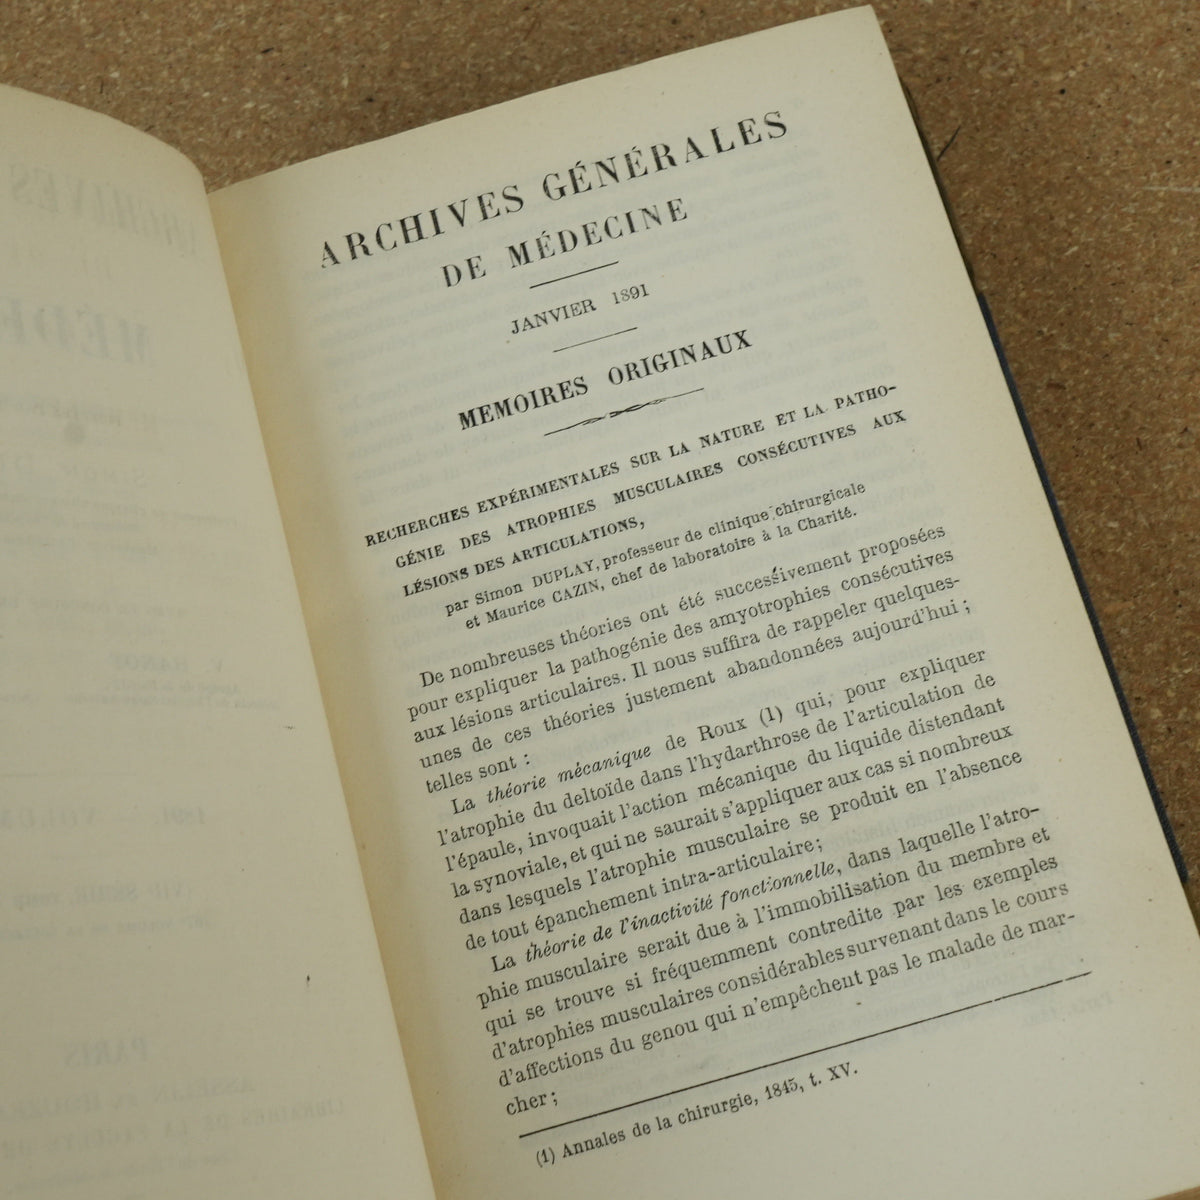 ARCHIVES GÉNÉRALES
DE MÉDECINE
JANVIER 1891
MEMOIRES ORIGINAUX
RECHERCHES EXPÉRIMENTALES SUR LA NATURE ET LA PATHO-
GÉNIE DES ATROPHIES MUSCULAIRES CONSÉCUTIVES AUX
LÉSIONS DES ARTICULATIONS,
par Simon DUPLAY, professeur de clinique chirurgicale
et Maurice CAZIN, chef de laboratoire à la Charité.
De nombreuses théories ont été successivement proposées
pour expliquer la pathogénie des amyotrophies consécutives
aux lésions articulaires. Il nous suffira de rappeler quelques-
unes de ces théories justement abandonnées aujourd'hui ;
telles sont :
La théorie mécanique de Roux (1) qui, pour expliquer
l'atrophie du deltoïde dans l'hydarthrose de l'articulation de
l'épaule, invoquait l'action mécanique du liquide distendant
la synoviale, et qui ne saurait s'appliquer aux cas si nombreux
dans lesquels l'atrophie musculaire se produit en l'absence
de tout épanchement intra-articulaire ;
La théorie de l'inactivité fonctionnelle, dans laquelle l'atro-
phie musculaire serait due à l'immobilisation du membre et
qui se trouve si fréquemment contredite par les exemples
d'atrophies musculaires considérables survenant dans le cours
d'affections du genou qui n'empêchent pas le malade de mar-
cher ;
(1) Annales de la chirurgie, 1845, t. XV.